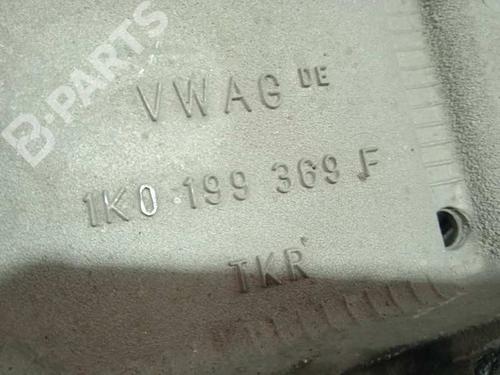 B-PARTS
VWAG DE
1K0 199 369 F
TKR